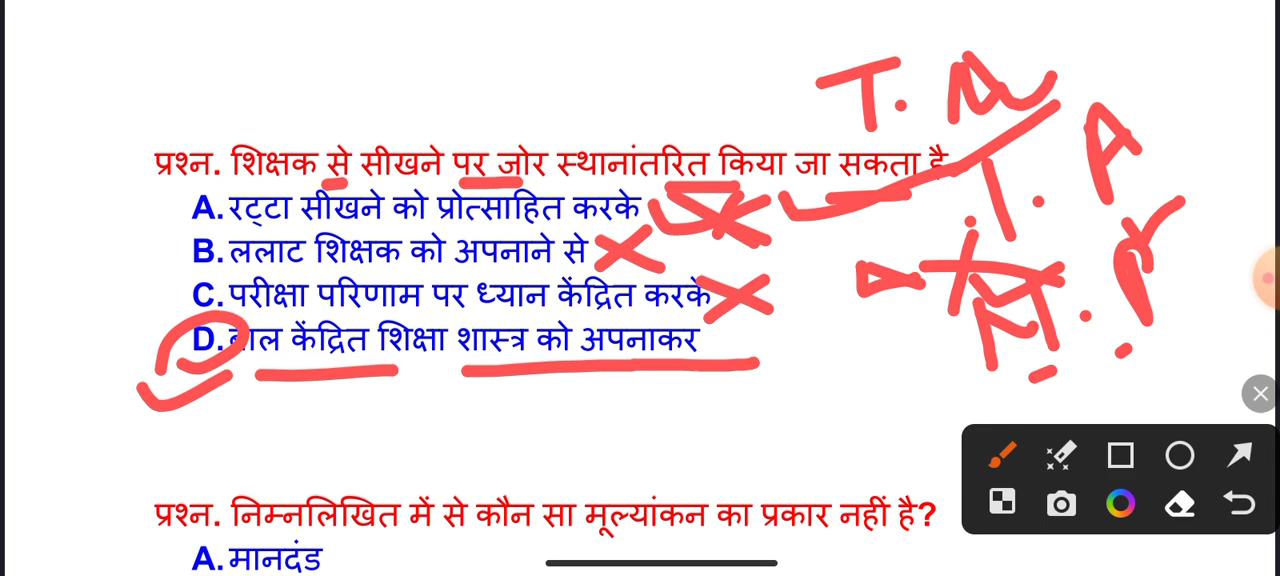 प्रश्न. शिक्षक से सीखने पर जोर स्थानांतरित किया जा सकता है
A. रट्टा सीखने को प्रोत्साहित करके
B. ललाट शिक्षक को अपनाने से
C. परीक्षा परिणाम पर ध्यान केंद्रित करके
D. बाल केंद्रित शिक्षा शास्त्र को अपनाकर
प्रश्न. निम्नलिखित में से कौन सा मूल्यांकन का प्रकार नहीं है?
A. मानदंड